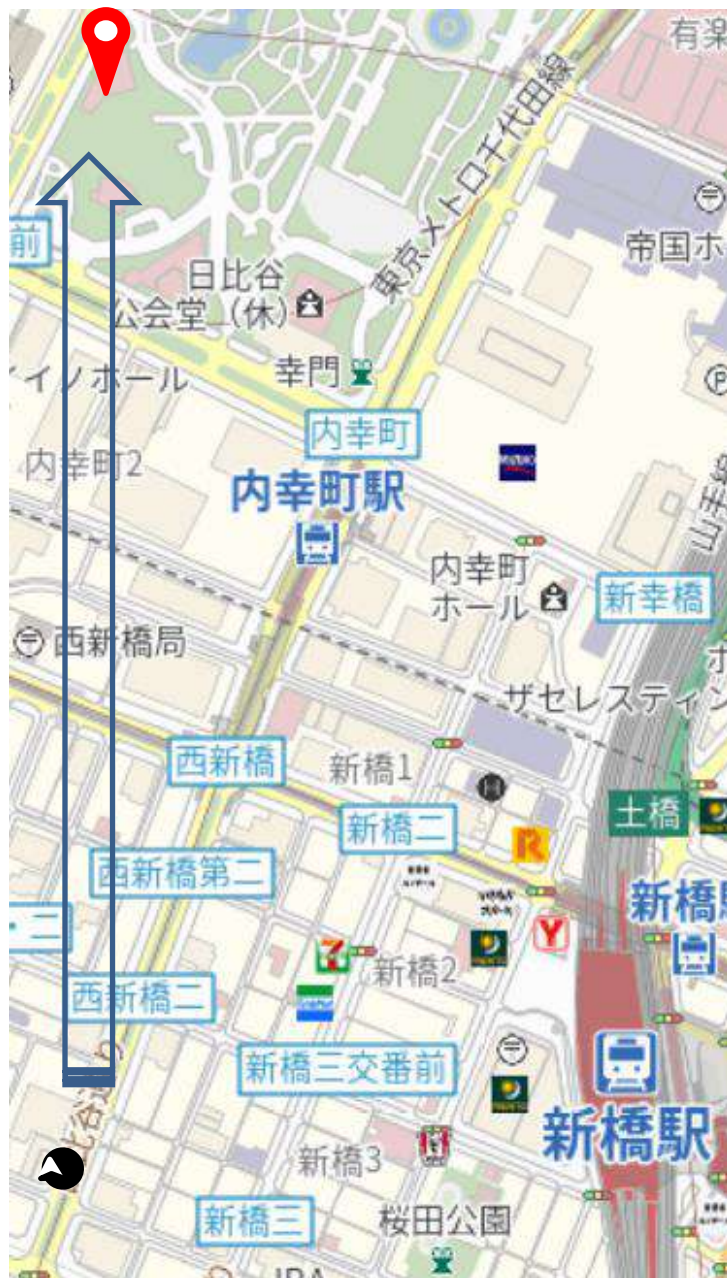 有楽
東京メトロ千代田線
前
帝国ホ
日比谷
公会堂（休）
イイノホール
幸門
P
内幸町
内幸町2
内幸町駅
山手線
内幸町
ホール
新幸橋
西新橋局
ザセレスティン
ホ
西新橋
新橋1
H
新橋二
土橋
R
西新橋第二
新橋駅
・二
Y
7
新橋2
西新橋二
新橋三交番前
新橋駅
新橋3
新橋三
桜田公園